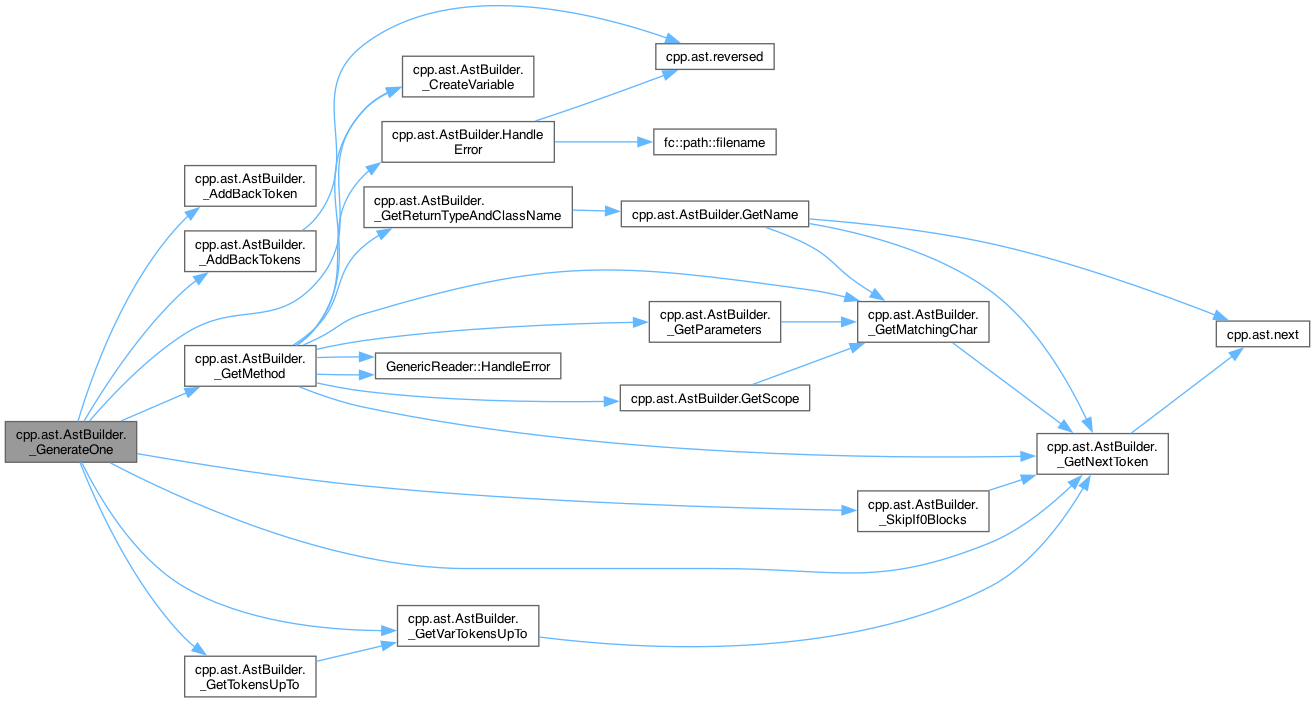 cpp.ast.reversed
cpp.ast.AstBuilder.
_CreateVariable
cpp.ast.AstBuilder.Handle
Error
fc::path::filename
cpp.ast.AstBuilder.
_AddBackToken
cpp.ast.AstBuilder.
_GetReturnTypeAndClassName
cpp.ast.AstBuilder.GetName
cpp.ast.AstBuilder.
_AddBackTokens
cpp.ast.AstBuilder.
_GetParameters
cpp.ast.AstBuilder.
_GetMatchingChar
cpp.ast.next
cpp.ast.AstBuilder.
_GetMethod
GenericReader::HandleError
cpp.ast.AstBuilder.GetScope
cpp.ast.AstBuilder.
_GenerateOne
cpp.ast.AstBuilder.
_GetNextToken
cpp.ast.AstBuilder.
_SkipIf0Blocks
cpp.ast.AstBuilder.
_GetVarTokensUpTo
cpp.ast.AstBuilder.
_GetTokensUpTo